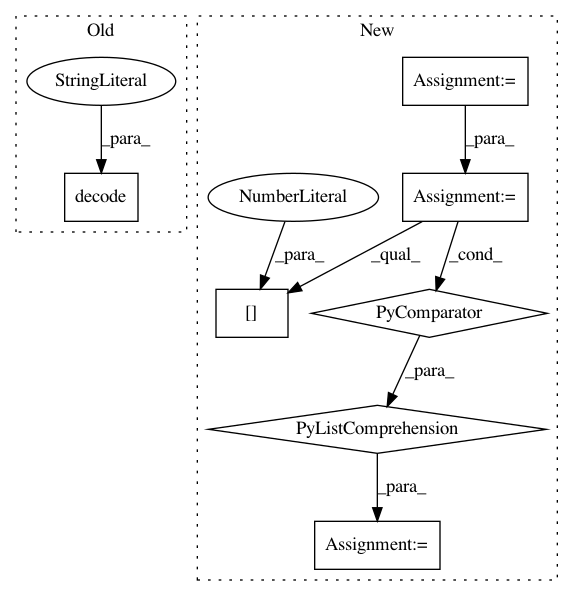 Old
New
StringLiteral
Assignment:=
_para_
_para_
decode
NumberLiteral
Assignment:=
_para_
_qual_
_cond_
[]
PyComparator
_para_
PyListComprehension
_para_
Assignment:=